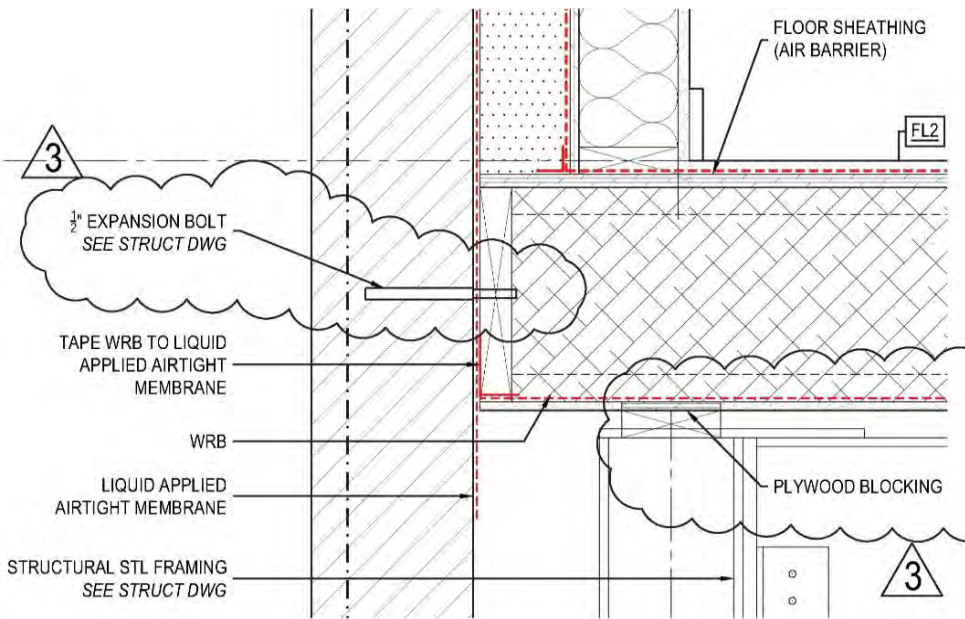 FLOOR SHEATHING
(AIR BARRIER)
FL2
3
½" EXPANSION BOLT
SEE STRUCT DWG
TAPE WRB TO LIQUID
APPLIED AIRTIGHT
MEMBRANE
WRB
LIQUID APPLIED
AIRTIGHT MEMBRANE
PLYWOOD BLOCKING
STRUCTURAL STL FRAMING
SEE STRUCT DWG
3